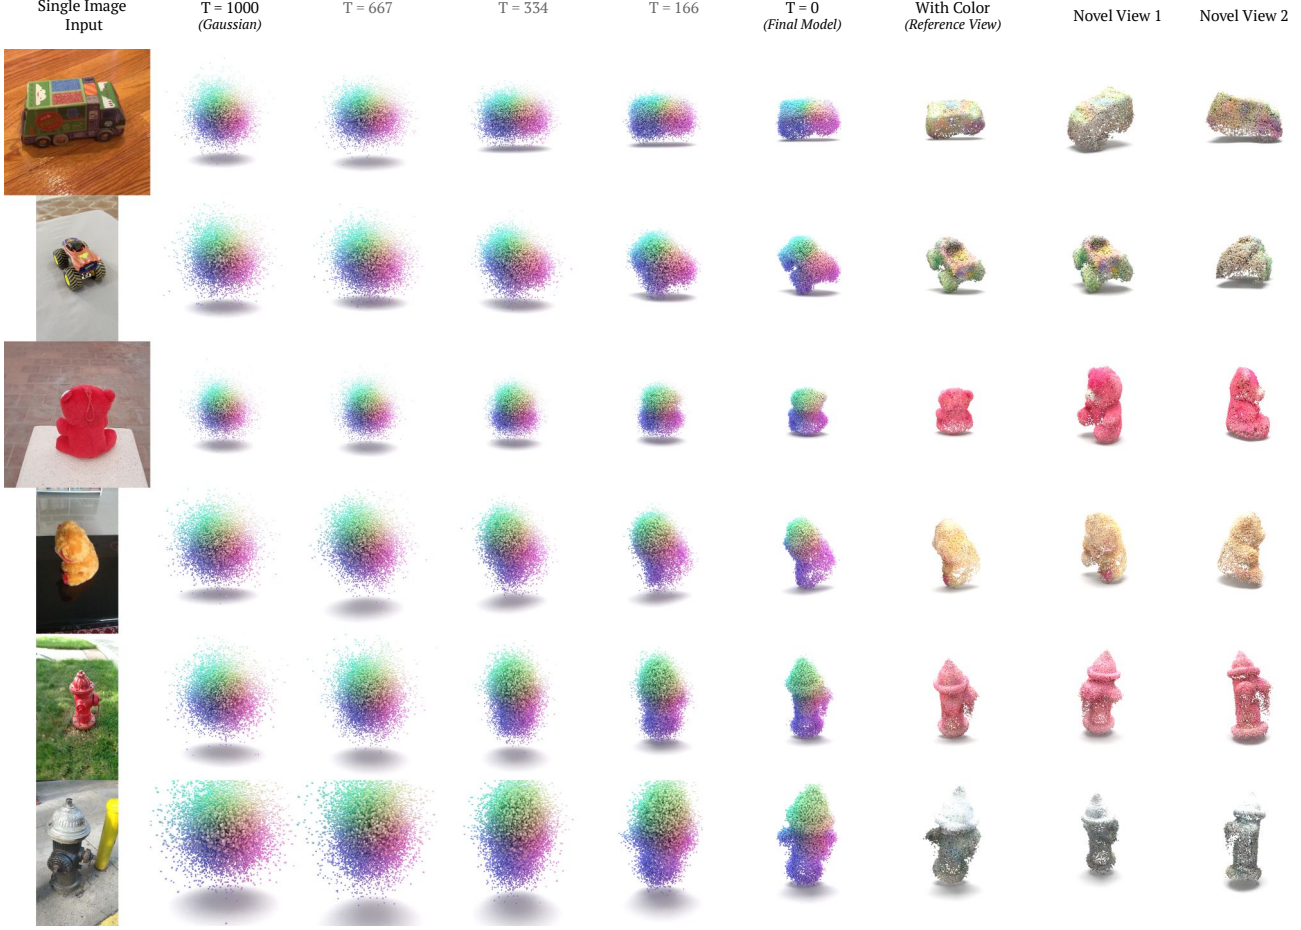 Single Image
Input
T = 1000
(Gaussian)
T = 667
T = 334
T = 166
T = 0
(Final Model)
With Color
(Reference View)
Novel View 1
Novel View 2